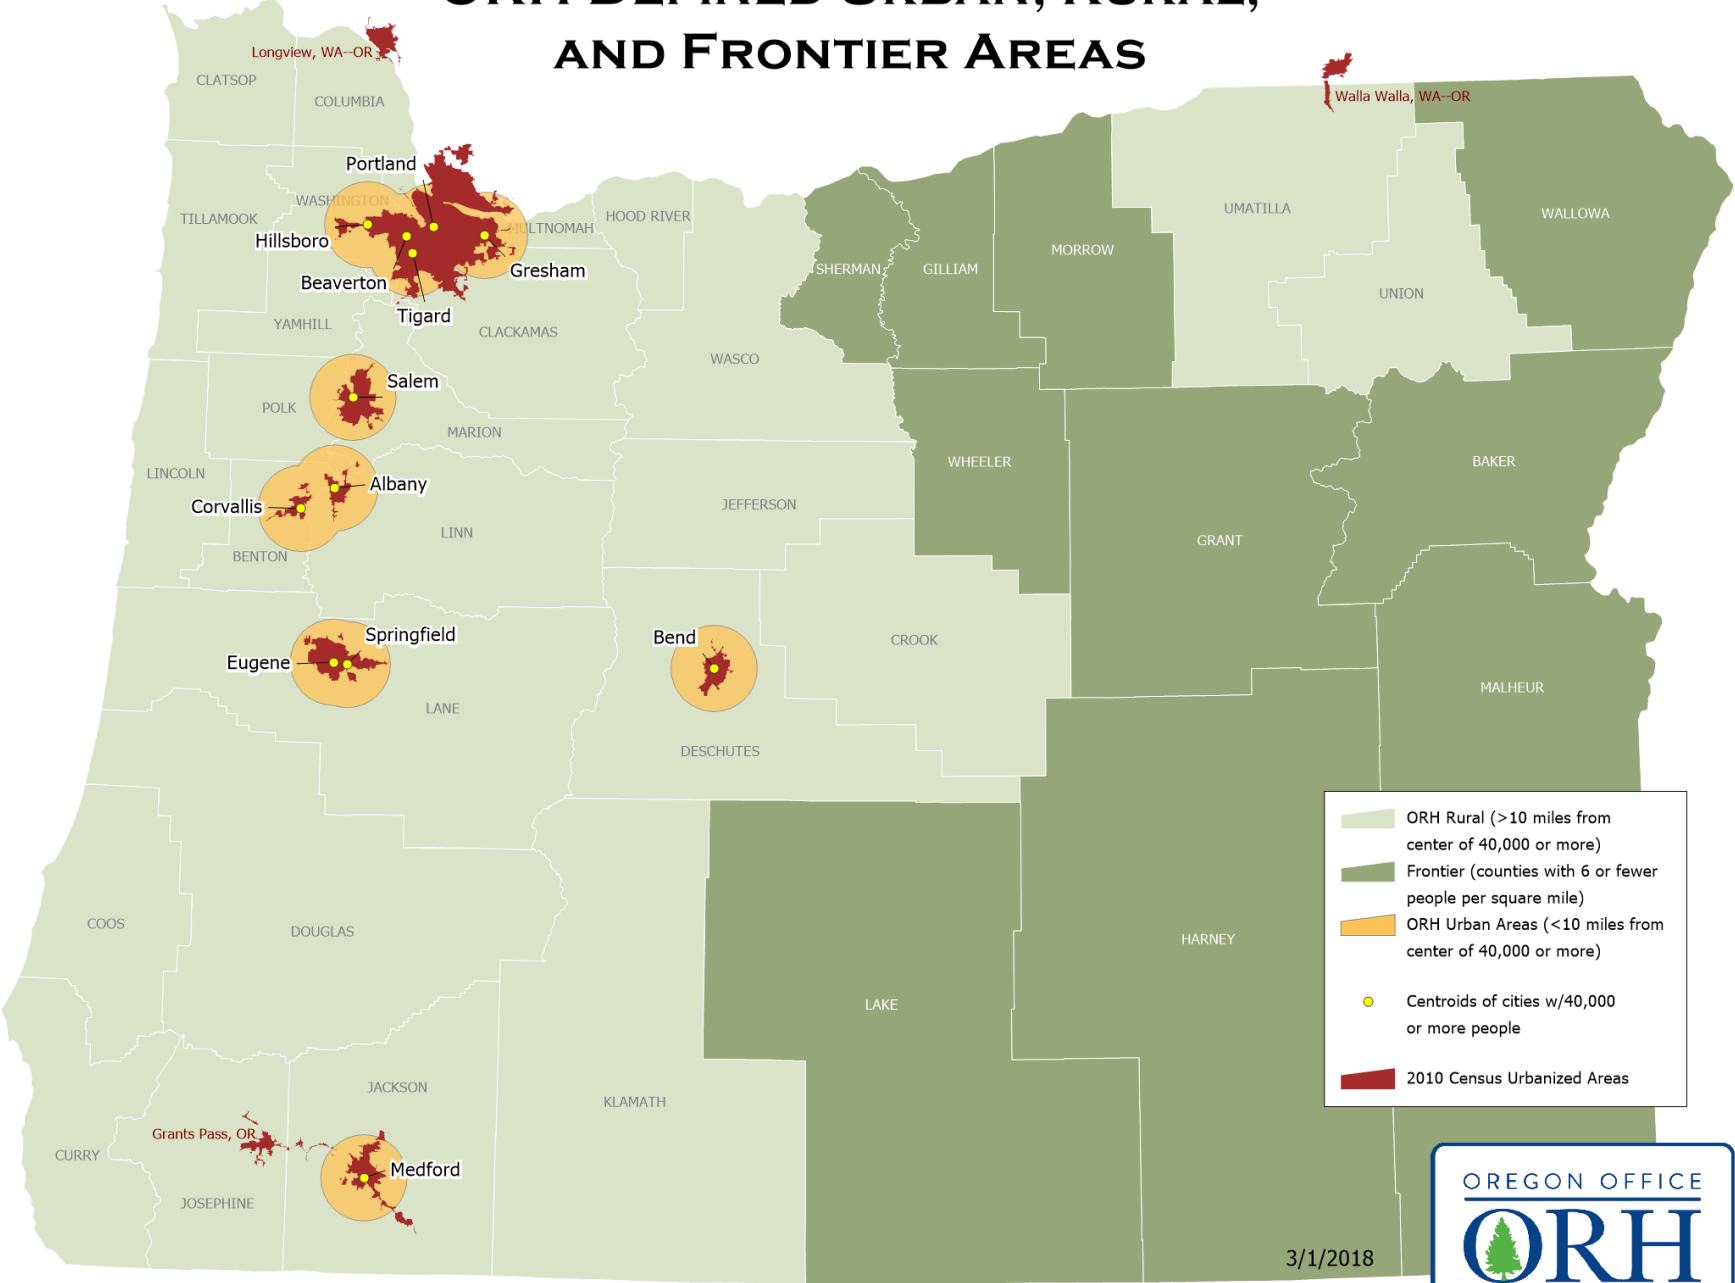 ORH DEFINED URBAN, RURAL,
AND FRONTIER AREAS
Longview, WA--OR
CLATSOP
COLUMBIA
Walla Walla, WA--OR
Portland
WASHINGTON
TILLAMOOK
HOOD RIVER
MULTNOMAH
UMATILLA
WALLOWA
Hillsboro
MORROW
Gresham
SHERMAN
GILLIAM
Beaverton
UNION
Tigard
YAMHILL
CLACKAMAS
WASCO
Salem
POLK
MARION
WHEELER
BAKER
LINCOLN
Albany
Corvallis
JEFFERSON
LINN
GRANT
BENTON
Springfield
Bend
CROOK
Eugene
MALHEUR
LANE
DESCHUTES
ORH Rural (>10 miles from
center of 40,000 or more)
Frontier (counties with 6 or fewer
people per square mile)
ORH Urban Areas (<10 miles from
center of 40,000 or more)
Centroids of cities w/40,000
or more people
2010 Census Urbanized Areas
COOS
DOUGLAS
HARNEY
LAKE
JACKSON
KLAMATH
Grants Pass, OR
CURRY
Medford
JOSEPHINE
3/1/2018
OREGON OFFICE
ORH